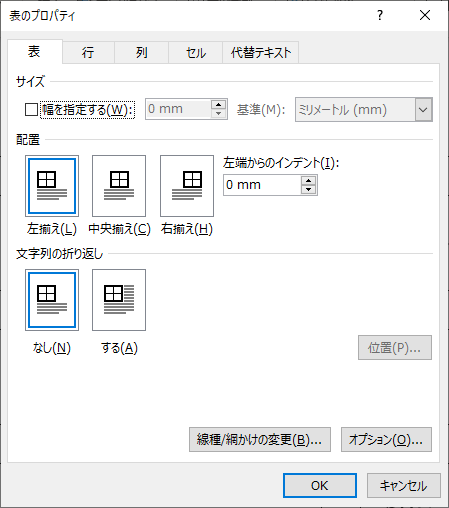 表のプロパティ
表 行 列 セル 代替テキスト
サイズ
幅を指定する(W): 0 mm 基準(M): ミリメートル (mm)
配置
左端からのインデント(I):
0 mm
左揃え(L) 中央揃え(C) 右揃え(H)
文字列の折り返し
なし(N) する(A)
位置(P)...
線種/網かけの変更(B)... オプション(O)...
OK キャンセル